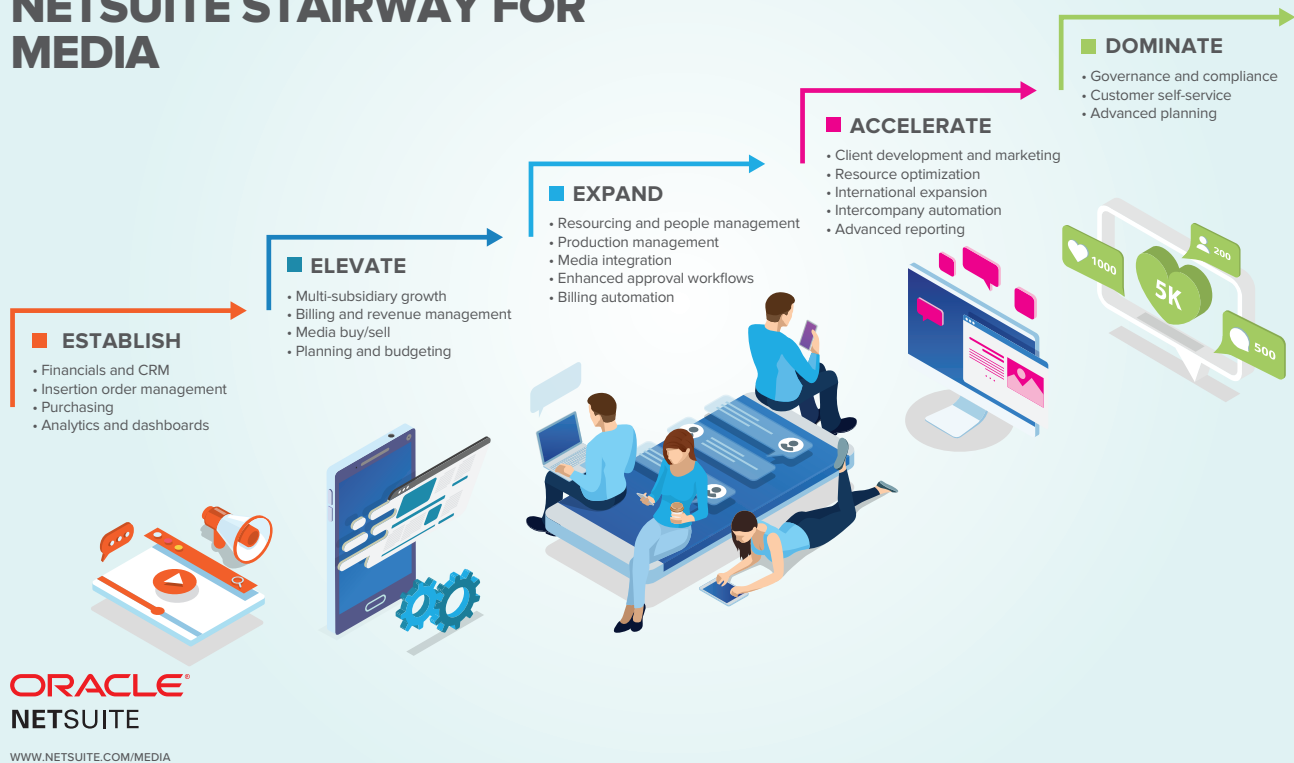 NETSUITE STAIRWAY FOR
MEDIA
ESTABLISH
• Financials and CRM
• Insertion order management
• Purchasing
• Analytics and dashboards
ELEVATE
• Multi-subsidiary growth
• Billing and revenue management
• Media buy/sell
• Planning and budgeting
EXPAND
• Resourcing and people management
• Production management
• Media integration
• Enhanced approval workflows
• Billing automation
ACCELERATE
• Client development and marketing
• Resource optimization
• International expansion
• Intercompany automation
• Advanced reporting
DOMINATE
• Governance and compliance
• Customer self-service
• Advanced planning
1000
200
5K
500
ORACLE®
NETSUITE
WWW.NETSUITE.COM/MEDIA